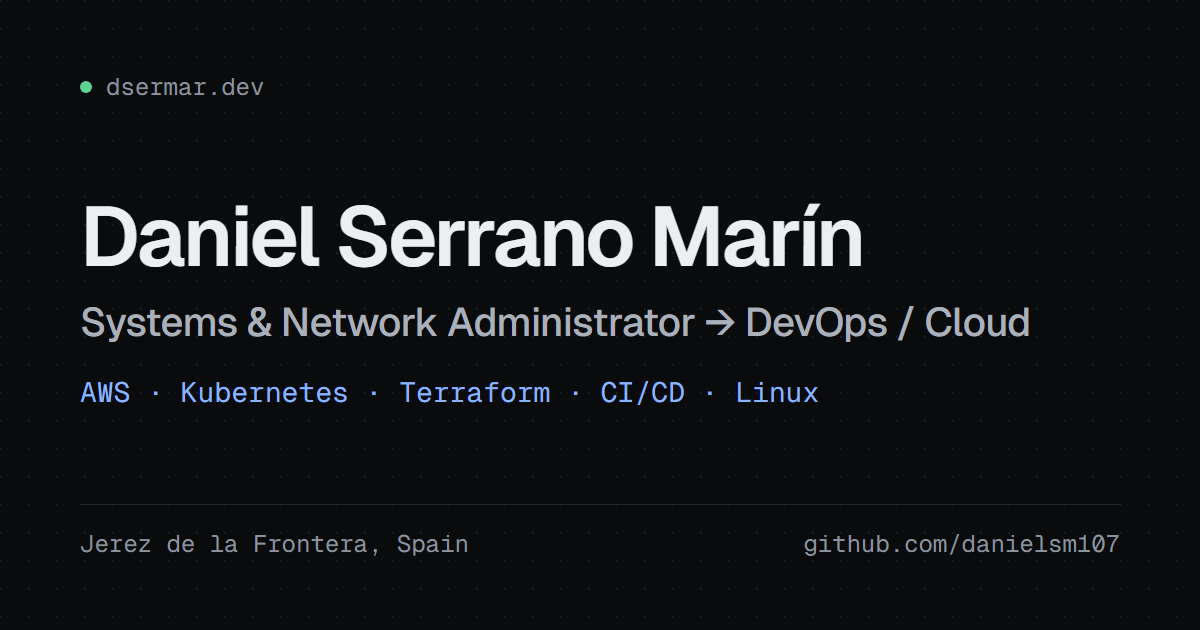 dsermar.dev
Daniel Serrano Marín
Systems & Network Administrator → DevOps / Cloud
AWS · Kubernetes · Terraform · CI/CD · Linux
Jerez de la Frontera, Spain
github.com/danielsm107